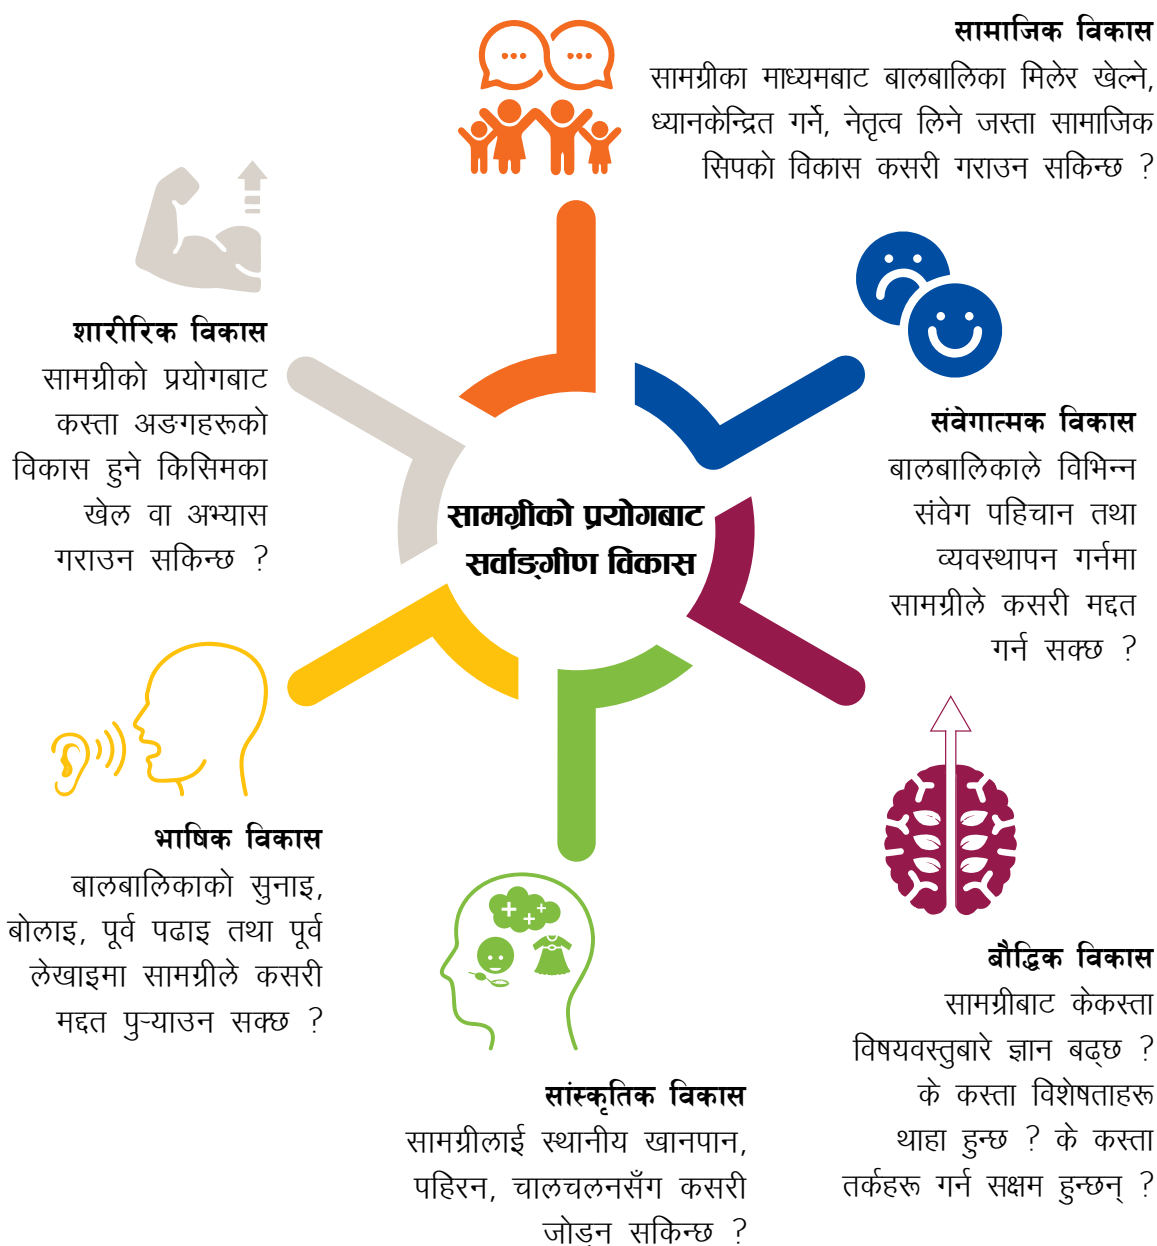 सामाजिक विकास
सामग्रीका माध्यमबाट बालबालिका मिलेर खेल्ने,
ध्यानकेन्द्रित गर्ने, नेतृत्व लिने जस्ता सामाजिक
सिपको विकास कसरी गराउन सकिन्छ ?
शारीरिक विकास
सामग्रीको प्रयोगबाट
कस्ता अङगहरूको
विकास हुने किसिमका
खेल वा अभ्यास
गराउन सकिन्छ ?
संवेगात्मक विकास
बालबालिकाले विभिन्न
संवेग पहिचान तथा
व्यवस्थापन गर्नमा
सामग्रीले कसरी मद्दत
गर्न सक्छ ?
सामग्रीको प्रयोगबाट
सर्वाङ्गीण विकास
भाषिक विकास
बालबालिकाको सुनाइ,
बोलाइ, पूर्व पढाइ तथा पूर्व
लेखाइमा सामग्रीले कसरी
मद्दत पुऱ्याउन सक्छ ?
बौद्धिक विकास
सामग्रीबाट केकस्ता
विषयवस्तुबारे ज्ञान बढ्छ ?
के कस्ता विशेषताहरू
थाहा हुन्छ ? के कस्ता
तर्कहरू गर्न सक्षम हुन्छन् ?
सांस्कृतिक विकास
सामग्रीलाई स्थानीय खानपान,
पहिरन, चालचलनसँग कसरी
जोड्न सकिन्छ ?